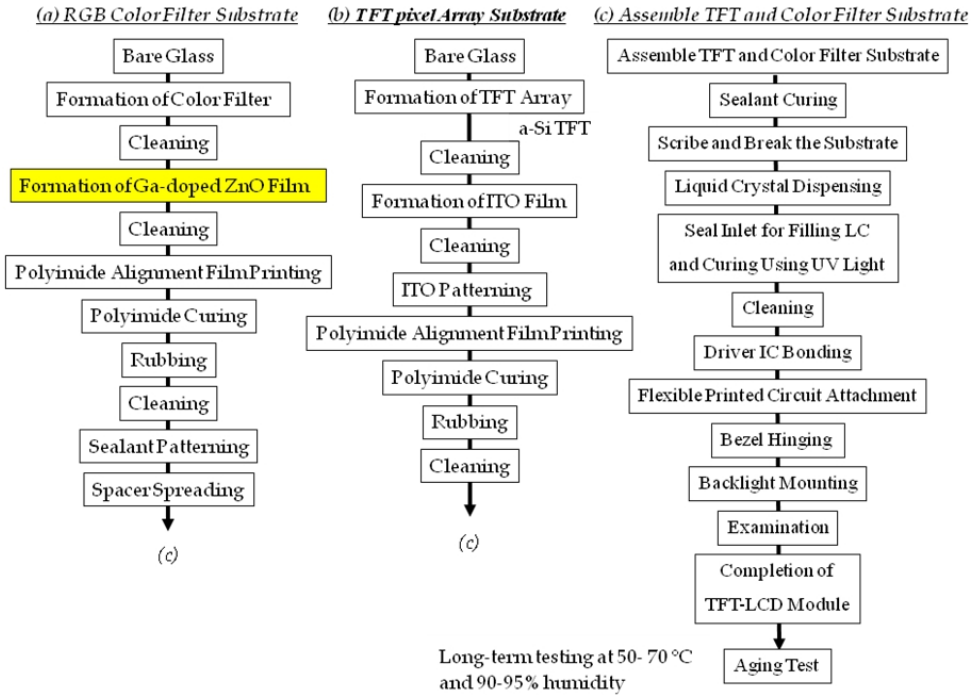 (a) RGB Color Filter Substrate
Bare Glass
Formation of Color Filter
Cleaning
Formation of Ga-doped ZnO Film
Cleaning
Polyimide Alignment Film Printing
Polyimide Curing
Rubbing
Cleaning
Sealant Patterning
Spacer Spreading
(c)
(b) TFT pixel Array Substrate
Bare Glass
Formation of TFT Array
a-Si TFT
Cleaning
Formation of ITO Film
Cleaning
ITO Patterning
Polyimide Alignment Film Printing
Polyimide Curing
Rubbing
Cleaning
(c)
(c) Assemble TFT and Color Filter Substrate
Assemble TFT and Color Filter Substrate
Sealant Curing
Scribe and Break the Substrate
Liquid Crystal Dispensing
Seal Inlet for Filling LC
and Curing Using UV Light
Cleaning
Driver IC Bonding
Flexible Printed Circuit Attachment
Bezel Hinging
Backlight Mounting
Examination
Completion of
TFT-LCD Module
Aging Test
Long-term testing at 50- 70 °C
and 90-95% humidity